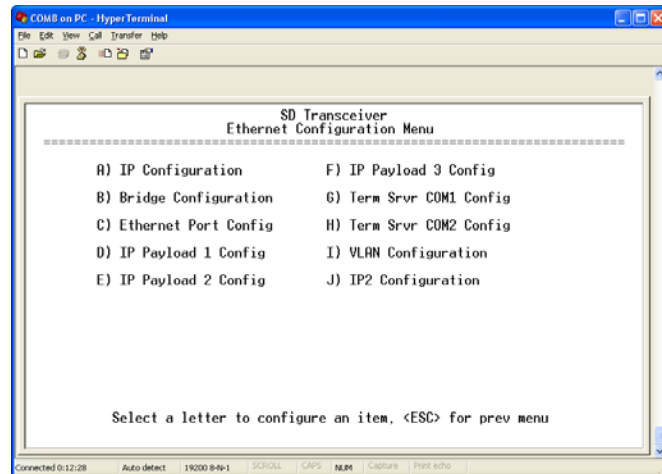 COM8 on PC - HyperTerminal
File Edit View Call Transfer Help
SD Transceiver
Ethernet Configuration Menu
A) IP Configuration F) IP Payload 3 Config
B) Bridge Configuration G) Term Srvr COM1 Config
C) Ethernet Port Config H) Term Srvr COM2 Config
D) IP Payload 1 Config I) VLAN Configuration
E) IP Payload 2 Config J) IP2 Configuration
Select a letter to configure an item, <ESC> for prev menu
Connected 0:12:28 Auto detect 19200 8-N-1 SCROLL CAPS NUM Capture Print echo